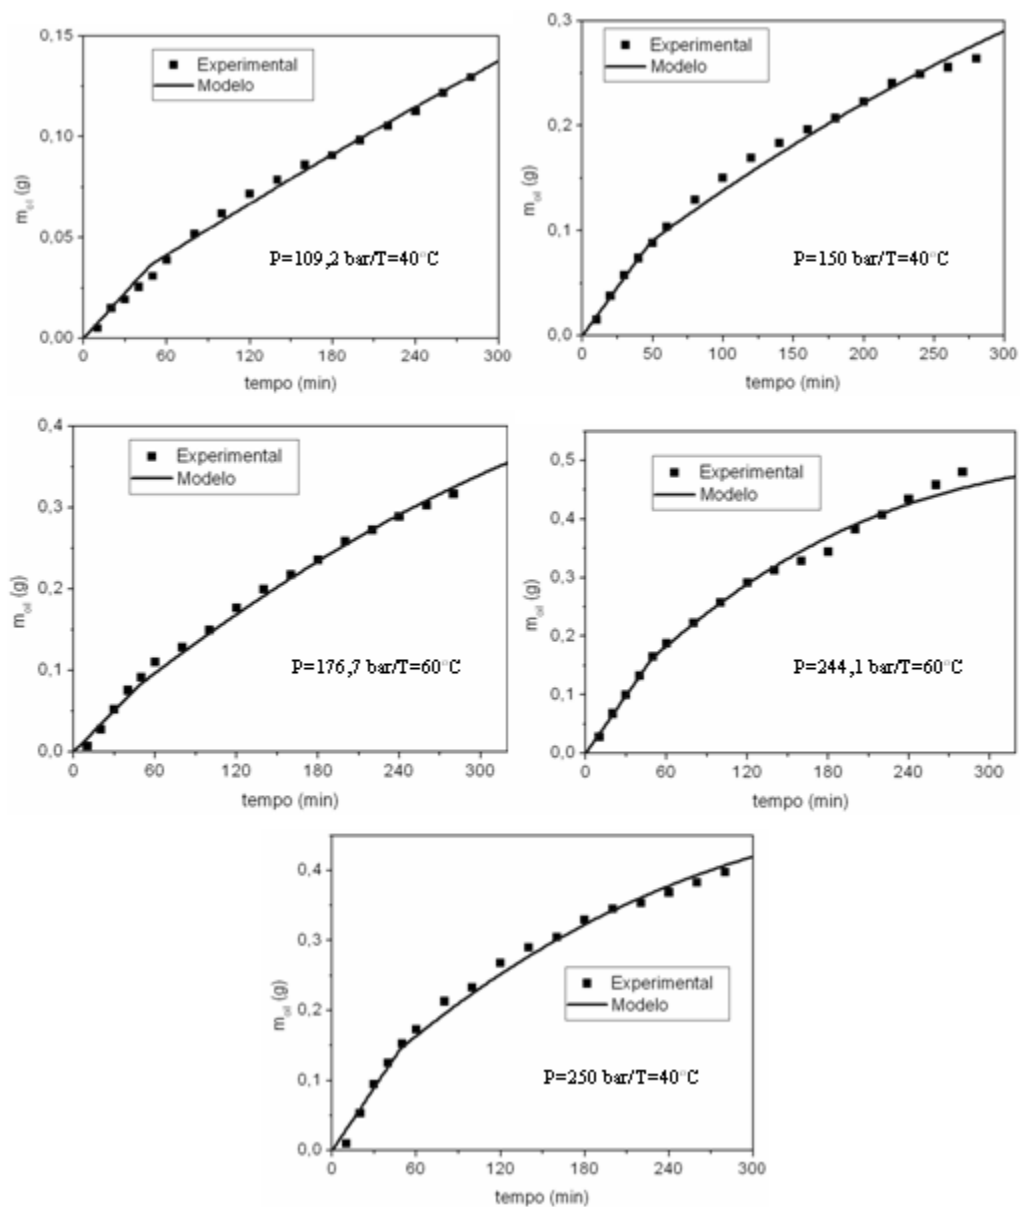 0,15
Experimental
Modelo
0,10
m
(g)
0,05
P=109,2 bar/T=40°C
0,00
0 60 120 180 240 300
tempo (min)
0,3
Experimental
Modelo
0,2
m oil (g)
0,1
P=150 bar/T=40°C
0,0
0 50 100 150 200 250 300
tempo (min)
0,4
Experimental
Modelo
0,3
m oil (g)
0,2
0,1
P=176,7 bar/T=60°C
0,0
0 60 120 180 240 300
tempo (min)
0,5
Experimental
Modelo
0,4
m oil (g)
0,3
0,2
P=244,1 bar/T=60°C
0,1
0,0
0 60 120 180 240 300
tempo (min)
0,4
0,3
Experimental
Modelo
m oil (g)
0,2
P=250 bar/T=40°C
0,1
0,0
0 60 120 180 240 300
tempo (min)